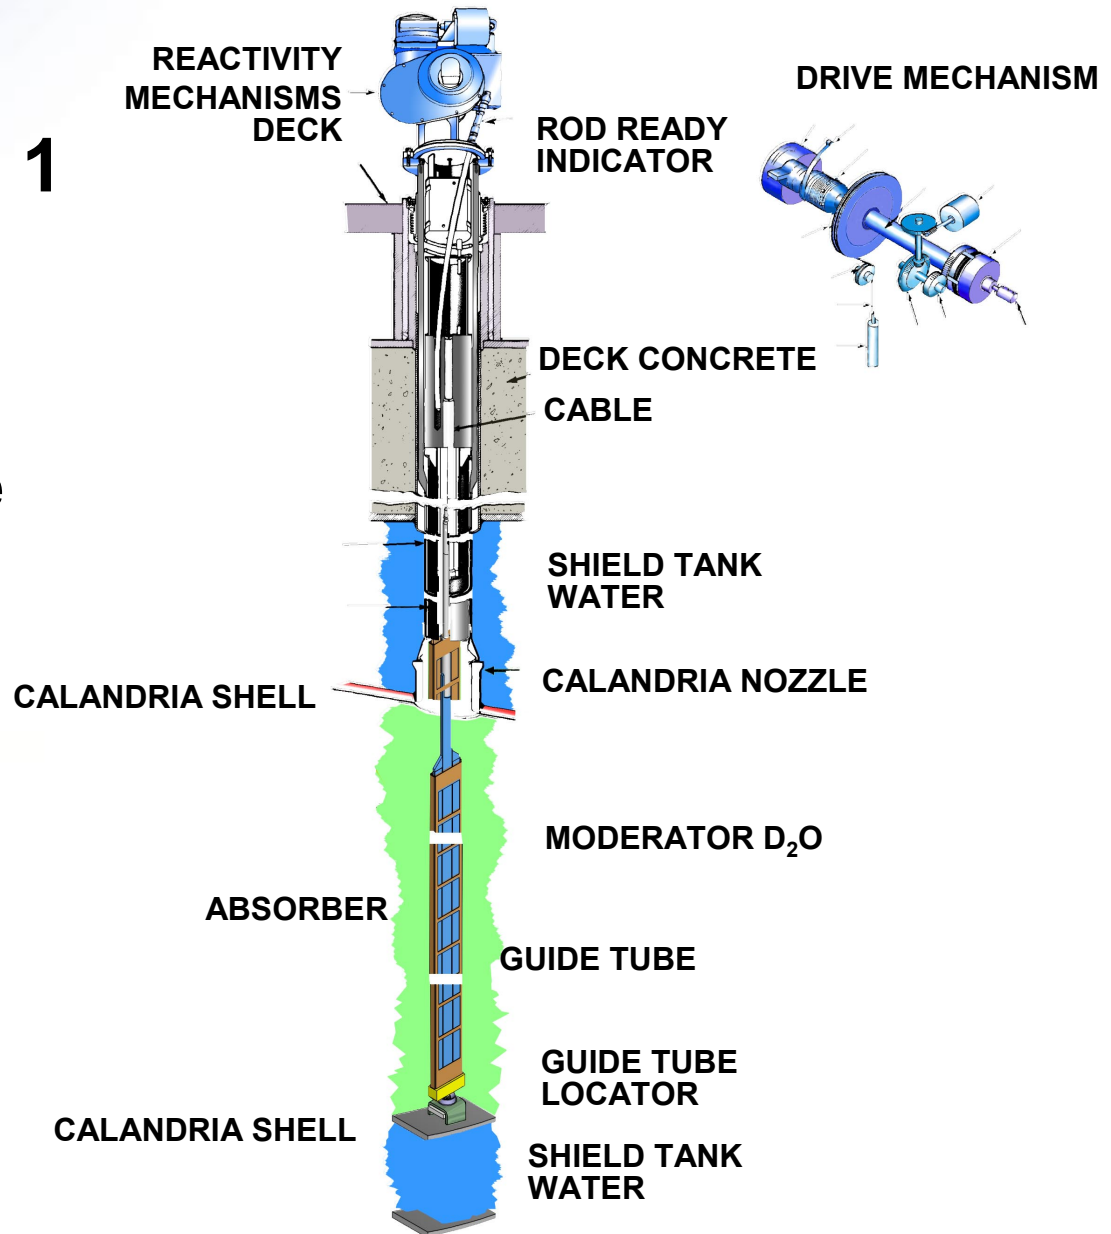 REACTIVITY
MECHANISMS
DECK
DRIVE MECHANISM
1
ROD READY
INDICATOR
DECK CONCRETE
CABLE
e
SHIELD TANK
WATER
CALANDRIA SHELL
CALANDRIA NOZZLE
MODERATOR D₂O
ABSORBER
GUIDE TUBE
GUIDE TUBE
LOCATOR
CALANDRIA SHELL
SHIELD TANK
WATER